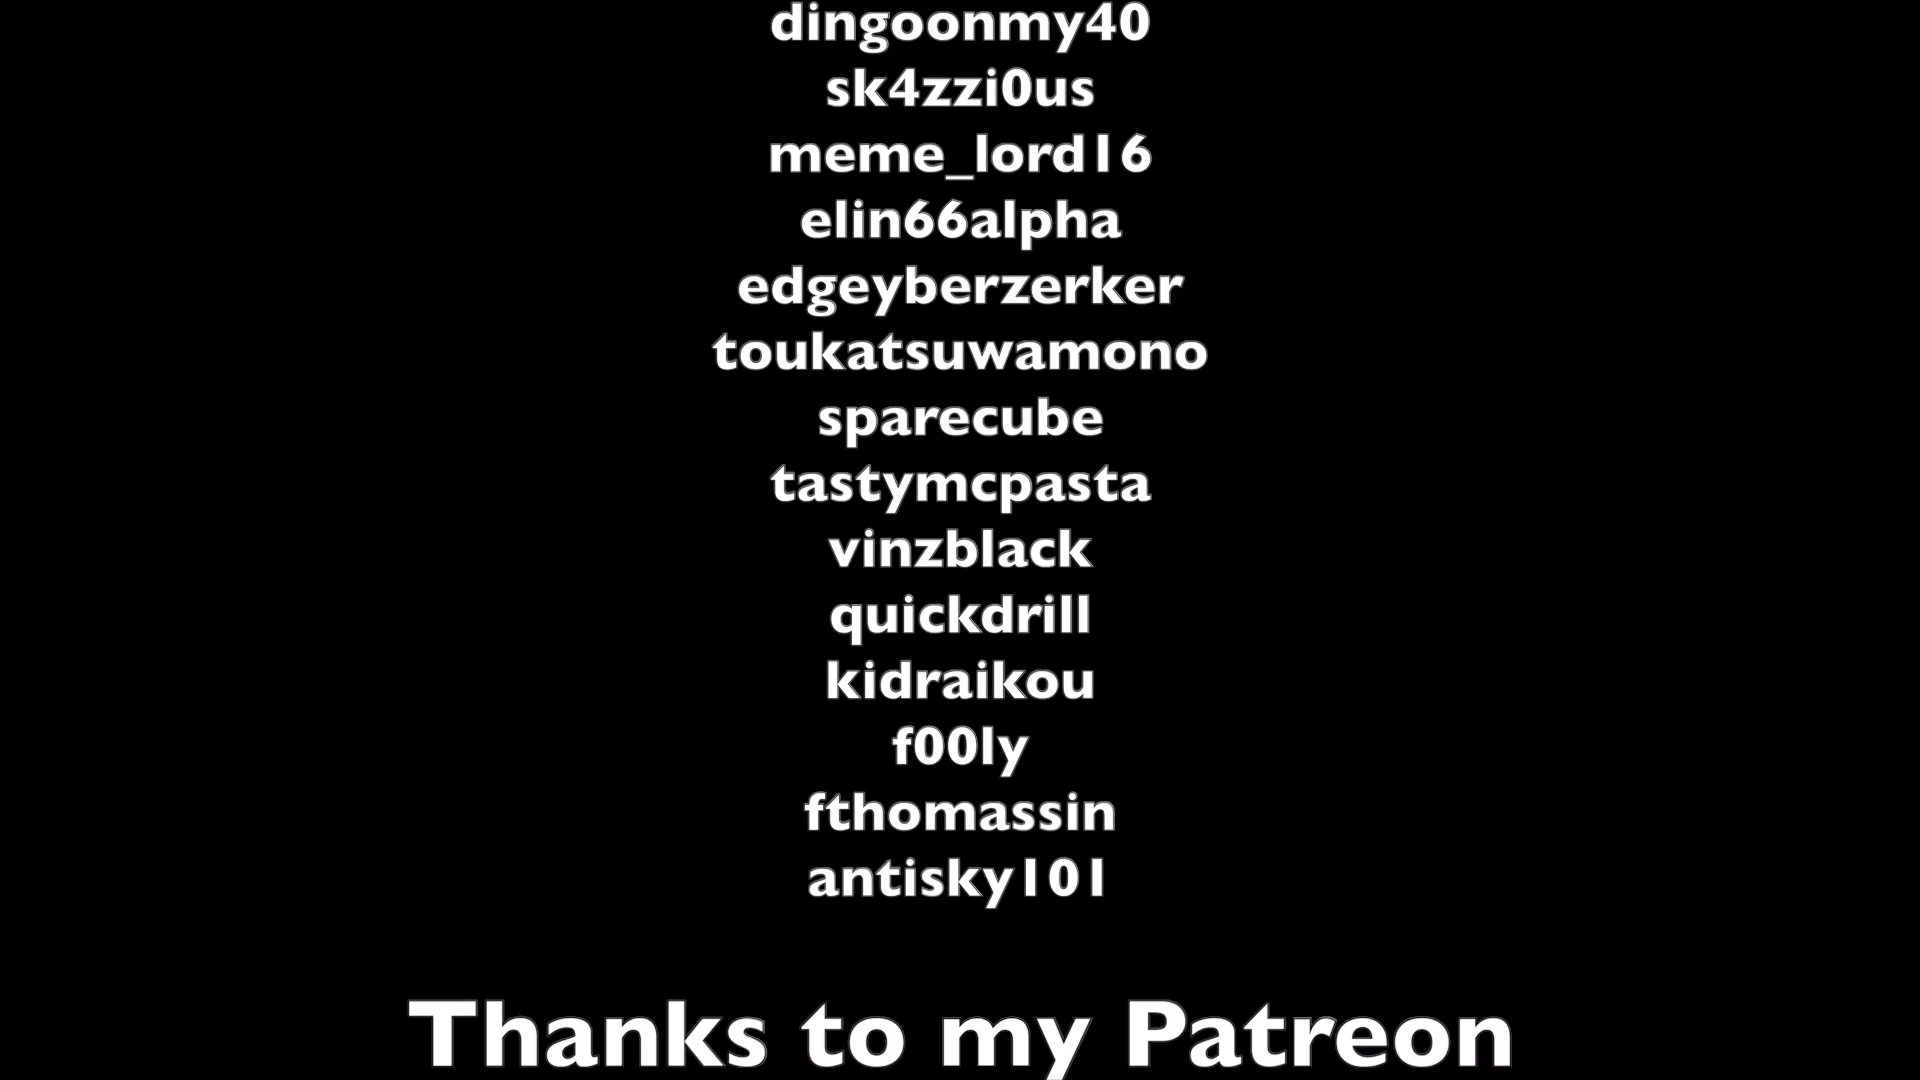 dingoonmy40
sk4zzi0us
meme_lord16
elin66alpha
edgeyberzerker
toukatsuwamono
sparecube
tastymcpasta
vinzblack
quickdrill
kidraikou
f00ly
fthomassin
antisky101
Thanks to my Patreon